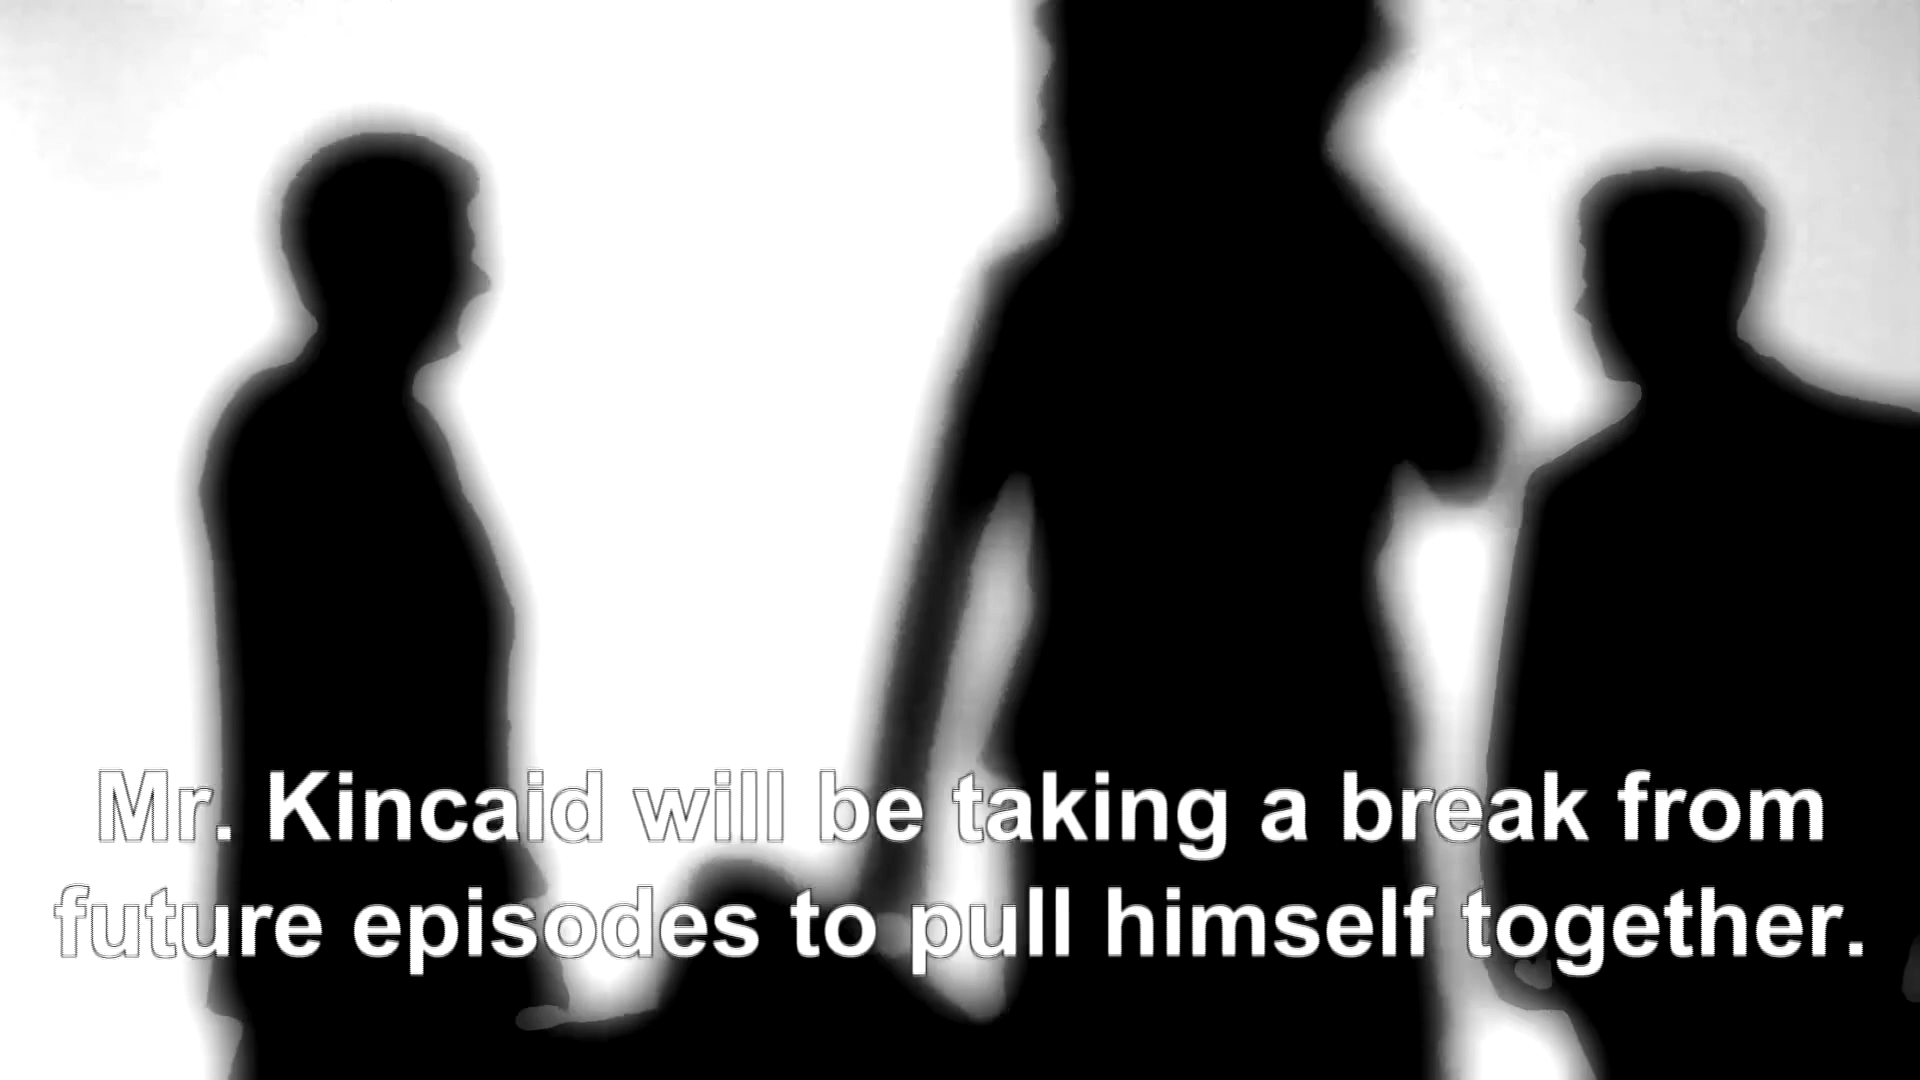 Mr. Kincaid will be taking a break from
future episodes to pull himself together.